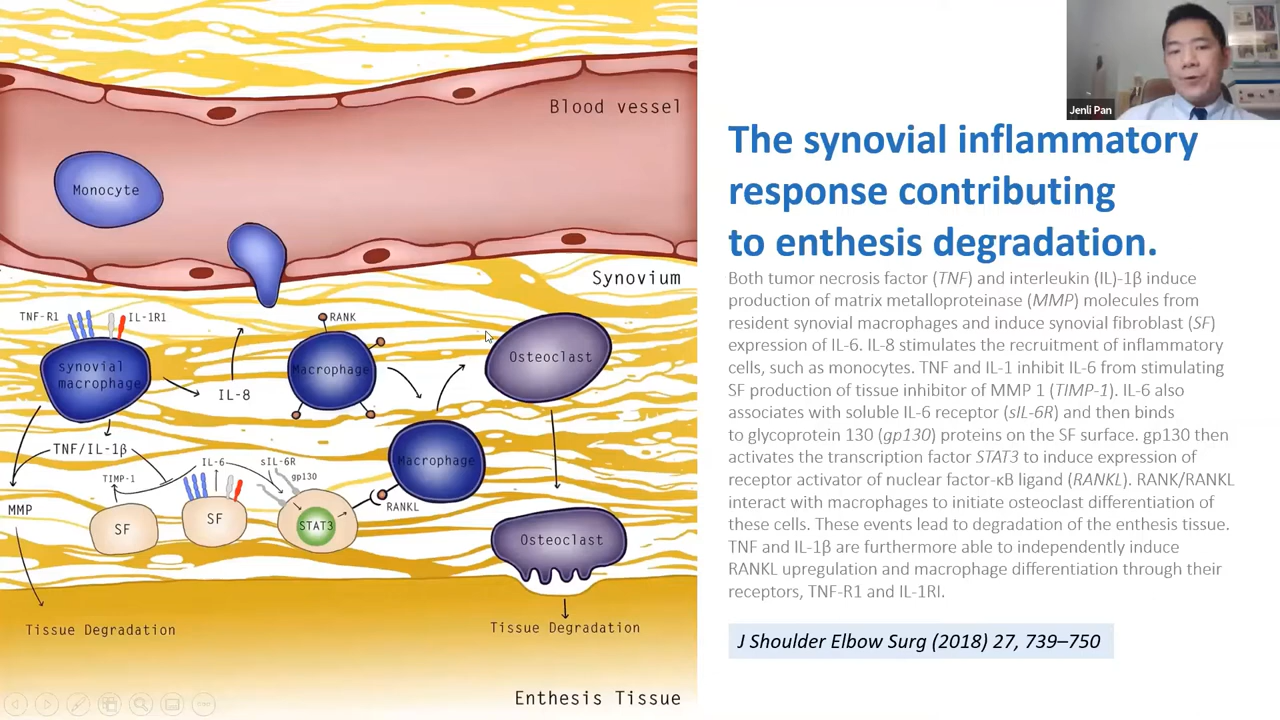 Blood vessel
Monocyte
Synovium
TNF-R1
IL-1R1
synovial
macrophage
IL-8
RANK
Macrophage
Osteoclast
TNF/IL-1β
TIMP-1
IL-6
sIL-6R
gp130
Macrophage
RANKL
MMP
SF
SF
STAT3
Osteoclast
Tissue Degradation
Tissue Degradation
Enthesis Tissue
Jenli Pan
The synovial inflammatory
response contributing
to enthesis degradation.
Both tumor necrosis factor (TNF) and interleukin (IL)-1β induce
production of matrix metalloproteinase (MMP) molecules from
resident synovial macrophages and induce synovial fibroblast (SF)
expression of IL-6. IL-8 stimulates the recruitment of inflammatory
cells, such as monocytes. TNF and IL-1 inhibit IL-6 from stimulating
SF production of tissue inhibitor of MMP 1 (TIMP-1). IL-6 also
associates with soluble IL-6 receptor (sIL-6R) and then binds
to glycoprotein 130 (gp130) proteins on the SF surface. gp130 then
activates the transcription factor STAT3 to induce expression of
receptor activator of nuclear factor-κB ligand (RANKL). RANK/RANKL
interact with macrophages to initiate osteoclast differentiation of
these cells. These events lead to degradation of the enthesis tissue.
TNF and IL-1β are furthermore able to independently induce
RANKL upregulation and macrophage differentiation through their
receptors, TNF-R1 and IL-1RI.
J Shoulder Elbow Surg (2018) 27, 739–750